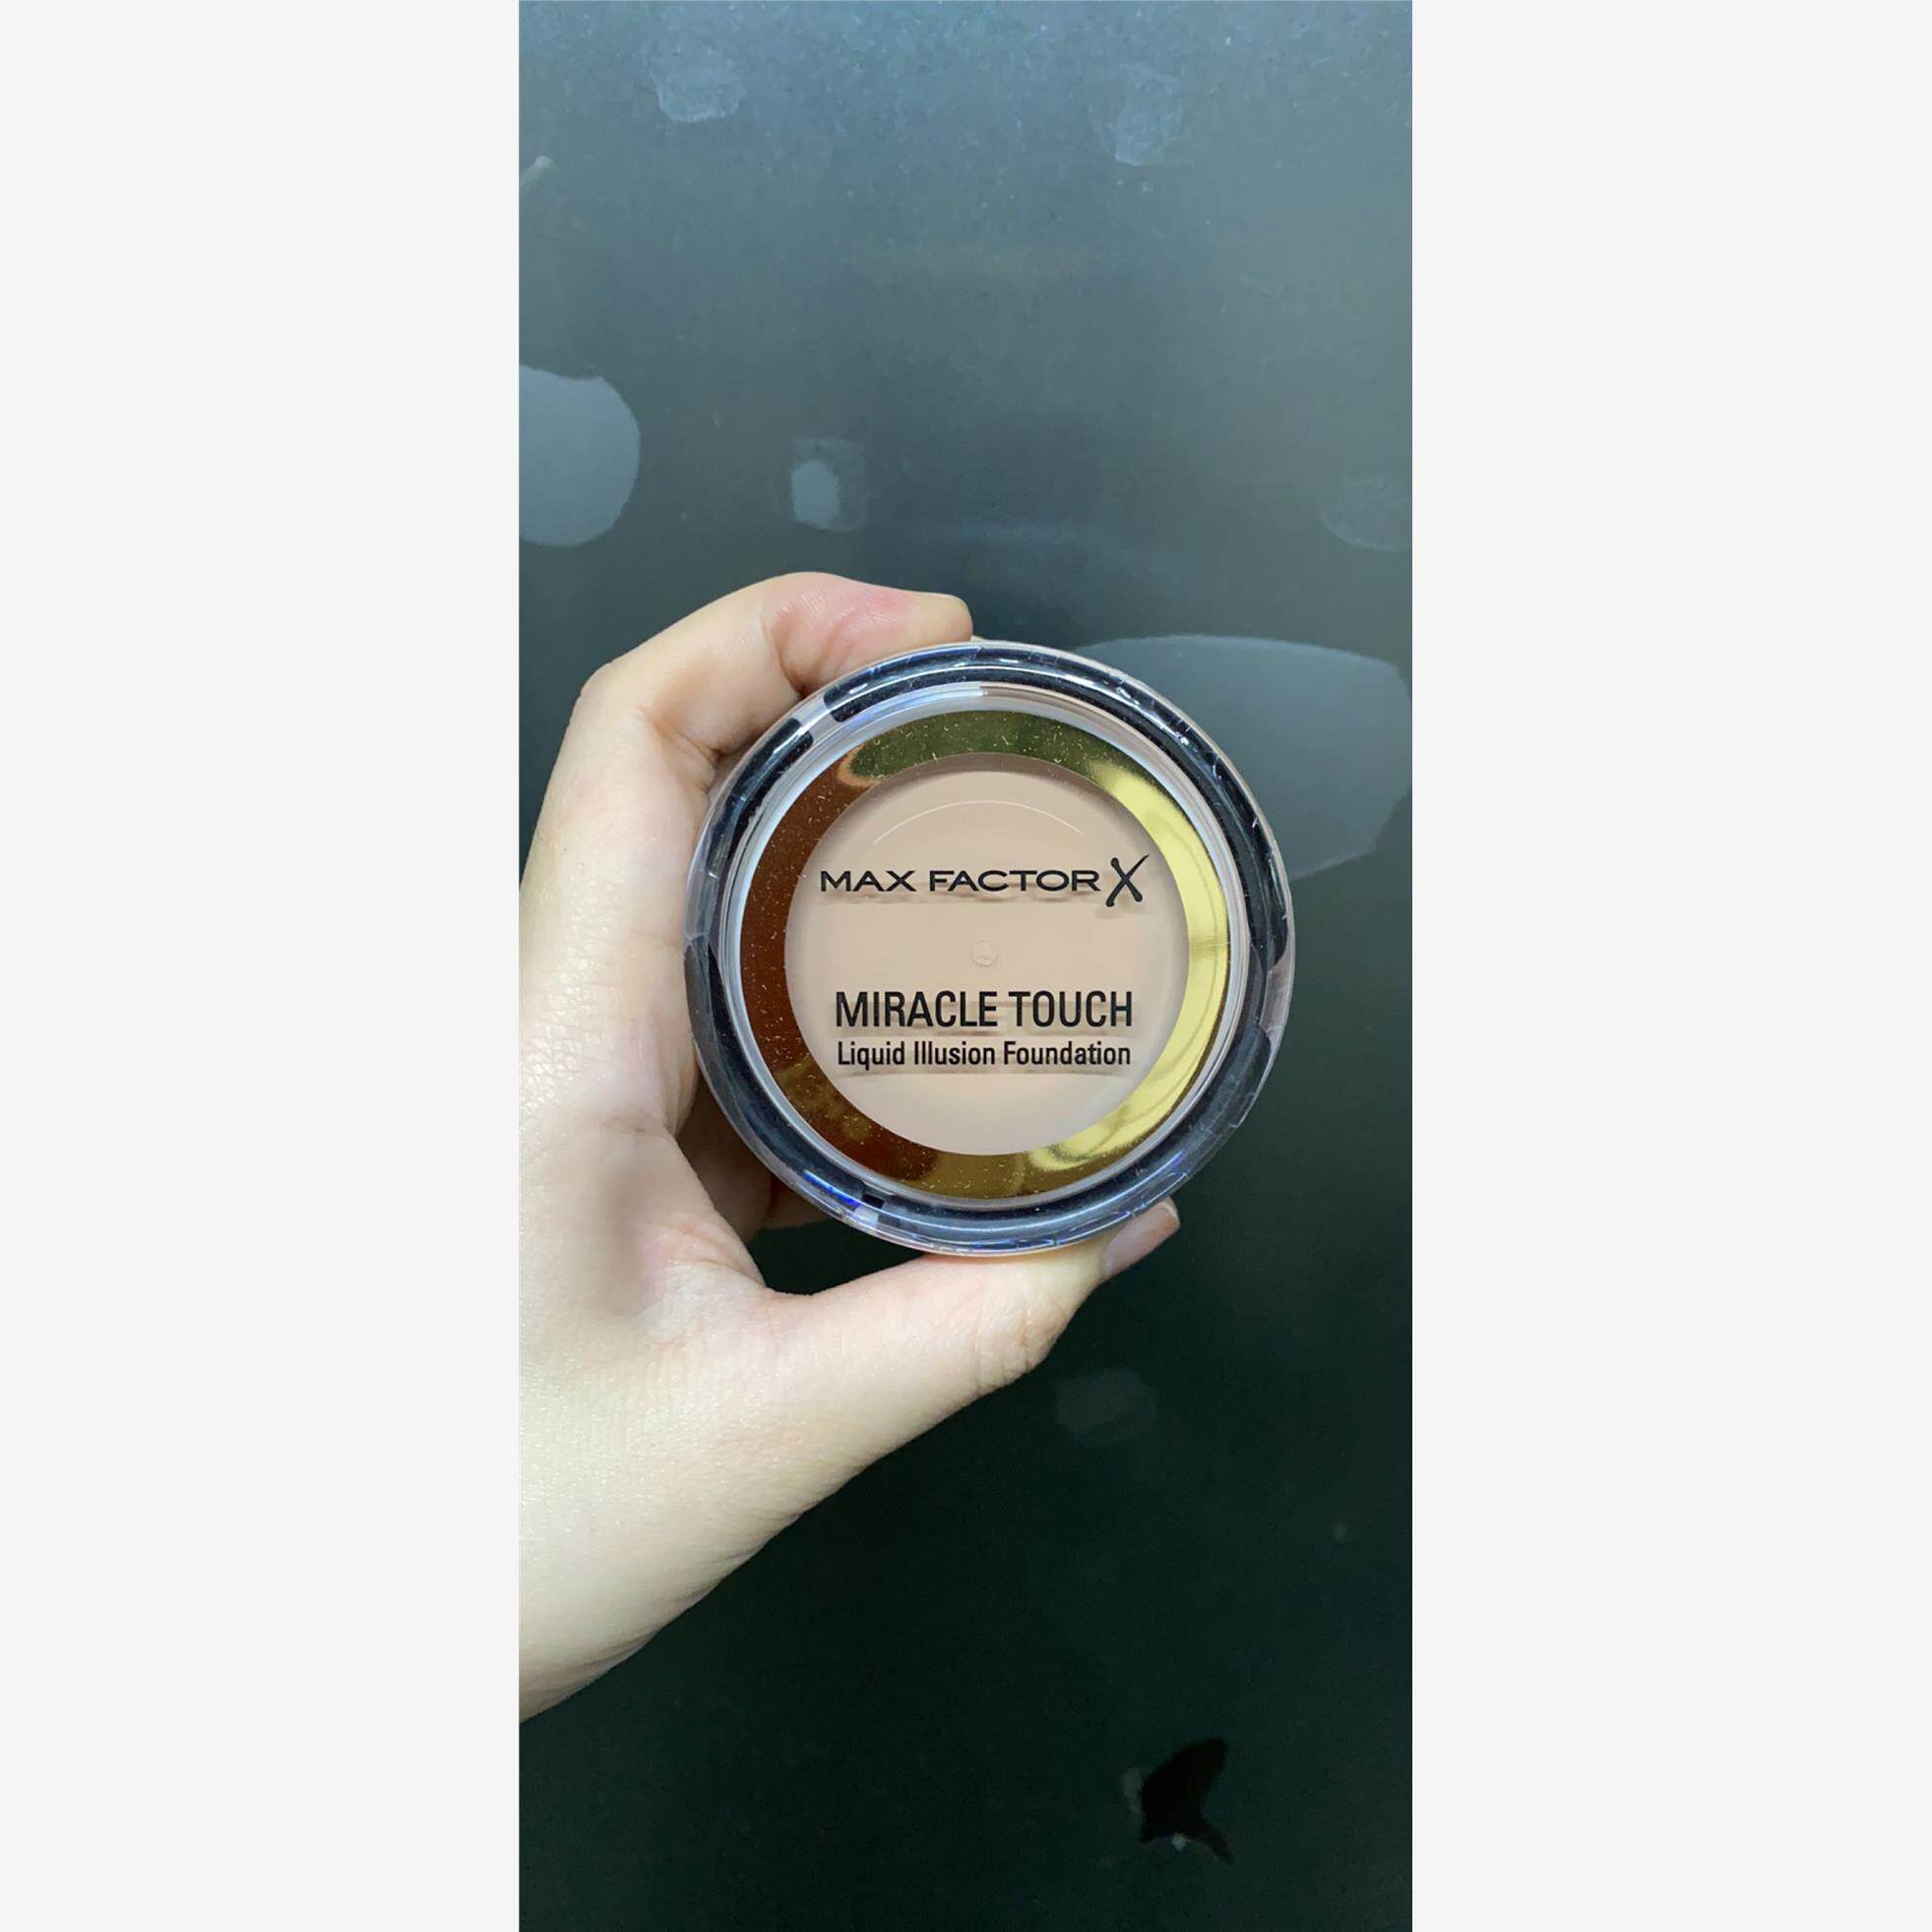 MAX FACTOR X
MIRACLE TOUCH
Liquid Illusion Foundation